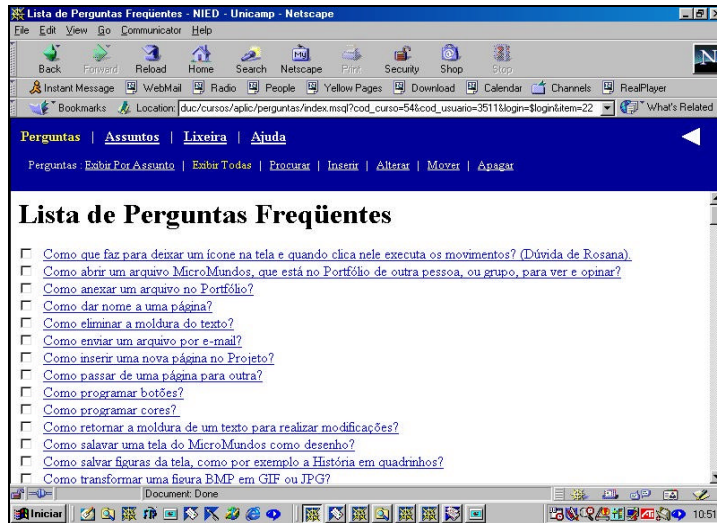 Lista de Perguntas Freqüentes - NIED - Unicamp - Netscape
File Edit View Go Communicator Help
Back Forward Reload Home Search Netscape Print Security Shop Stop
Instant Message WebMail Radio People Yellow Pages Download Calendar Channels RealPlayer
Bookmarks Location: duc/cursos/aplic/perguntas/index.msql?cod_curso=54&cod_usuario=3511&login=$login&item=22 What's Related
Perguntas | Assuntos | Lixeira | Ajuda
Perguntas : Exibir Por Assunto | Exibir Todas | Procurar | Inserir | Alterar | Mover | Apagar
Lista de Perguntas Freqüentes
Como que faz para deixar um ícone na tela e quando clica nele executa os movimentos? (Dúvida de Rosana).
Como abrir um arquivo MicroMundos, que está no Portfólio de outra pessoa, ou grupo, para ver e opinar?
Como anexar um arquivo no Portfólio?
Como dar nome a uma página?
Como eliminar a moldura do texto?
Como enviar um arquivo por e-mail?
Como inserir uma nova página no Projeto?
Como passar de uma página para outra?
Como programar botões?
Como programar cores?
Como retornar a moldura de um texto para realizar modificações?
Como salavar uma tela do MicroMundos como desenho?
Como salvar figuras da tela, como por exemplo a História em quadrinhos?
Como transformar uma figura BMP em GIF ou JPG?
Document: Done
Iniciar 10:51